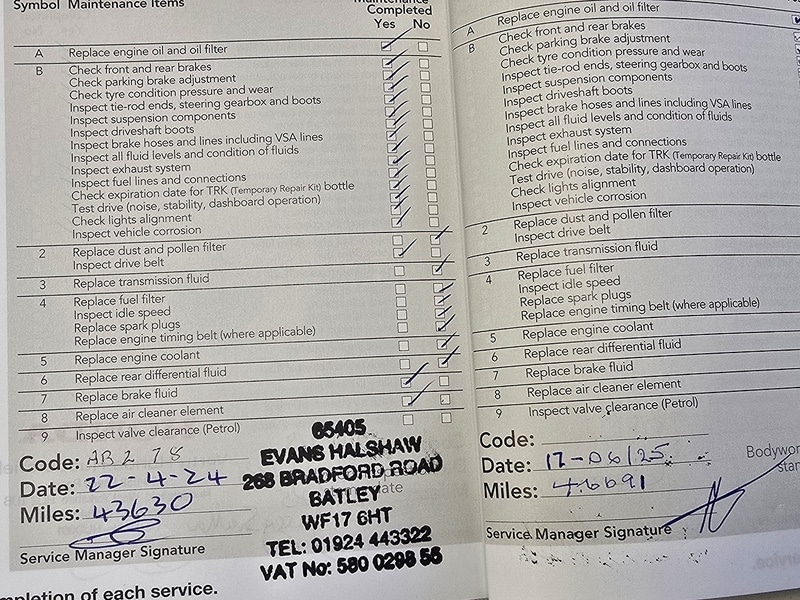 Symbol Maintenance Items
Maintenance
Completed
Yes No
A Replace engine oil and oil filter
B Check front and rear brakes
Check parking brake adjustment
Check tyre condition pressure and wear
Inspect tie-rod ends, steering gearbox and boots
Inspect suspension components
Inspect driveshaft boots
Inspect brake hoses and lines including VSA lines
Inspect all fluid levels and condition of fluids
Inspect exhaust system
Inspect fuel lines and connections
Check expiration date for TRK (Temporary Repair Kit) bottle
Test drive (noise, stability, dashboard operation)
Check lights alignment
Inspect vehicle corrosion
2 Replace dust and pollen filter
Inspect drive belt
3 Replace transmission fluid
4 Replace fuel filter
Inspect idle speed
Replace spark plugs
Replace engine timing belt (where applicable)
5 Replace engine coolant
6 Replace rear differential fluid
7 Replace brake fluid
8 Replace air cleaner element
9 Inspect valve clearance (Petrol)
Code: AB2 78
Date: 22-4-24
Miles: 43630
Service Manager Signature
65405
EVANS HALSHAW
268 BRADFORD ROAD
BATLEY
WF17 6HT
TEL: 01924 443322
VAT No: 580 0298 56
mpletion of each service.
Symbol Maintenance Items
A Replace engine oil and oil filter
B Check front and rear brakes
Check parking brake adjustment
Check tyre condition pressure and wear
Inspect tie-rod ends, steering gearbox and boots
Inspect suspension components
Inspect driveshaft boots
Inspect brake hoses and lines including VSA lines
Inspect all fluid levels and condition of fluids
Inspect exhaust system
Inspect fuel lines and connections
Check expiration date for TRK (Temporary Repair Kit) bottle
Test drive (noise, stability, dashboard operation)
Check lights alignment
Inspect vehicle corrosion
2 Replace dust and pollen filter
Inspect drive belt
3 Replace transmission fluid
4 Replace fuel filter
Inspect idle speed
Replace spark plugs
Replace engine timing belt (where applicable)
5 Replace engine coolant
6 Replace rear differential fluid
7 Replace brake fluid
8 Replace air cleaner element
9 Inspect valve clearance (Petrol)
Code:
Date: 17-06/25
Miles: 46691
Service Manager Signature
Bodywor
star